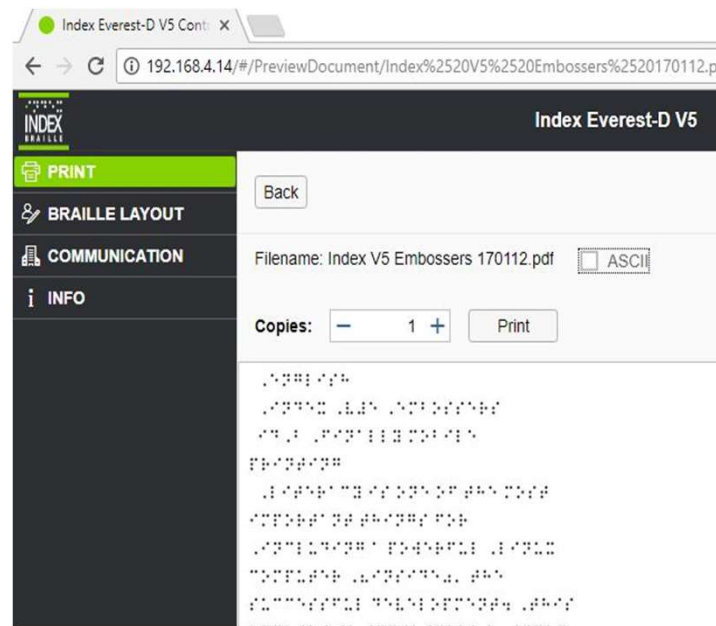 Index Everest-D V5 Cont
192.168.4.14/#/PreviewDocument/Index%2520V5%2520Embossers%2520170112.p
INDEX
BRAILLE
Index Everest-D V5
PRINT
BRAILLE LAYOUT
COMMUNICATION
INFO
Back
Filename: Index V5 Embossers 170112.pdf ASCII
Copies: − 1 + Print
⠠⠑⠝⠛⠇⠊⠎⠓
⠠⠊⠝⠙⠑⠭ ⠠⠧⠼⠑ ⠠⠑⠍⠃⠕⠎⠎⠑⠗⠎
⠠⠋⠊⠝⠁⠇⠇⠽ ⠍⠕⠃⠊⠇⠑
⠏⠗⠊⠝⠞⠊⠝⠛
⠠⠇⠊⠞⠑⠗⠁⠉⠽ ⠊⠎ ⠕⠝⠑ ⠕⠋ ⠞⠓⠑ ⠍⠕⠎⠞
⠊⠍⠏⠕⠗⠞⠁⠝⠞ ⠞⠓⠊⠝⠛⠎ ⠋⠕⠗
⠠⠊⠝⠉⠇⠥⠙⠊⠝⠛ ⠁ ⠏⠕⠺⠑⠗⠋⠥⠇ ⠠⠇⠊⠝⠥⠭
⠉⠕⠍⠏⠥⠞⠑⠗ ⠞⠓⠑
⠎⠥⠉⠉⠑⠎⠎⠋⠥⠇ ⠙⠑⠧⠑⠇⠕⠏⠍⠑⠝⠞⠲ ⠠⠞⠓⠊⠎